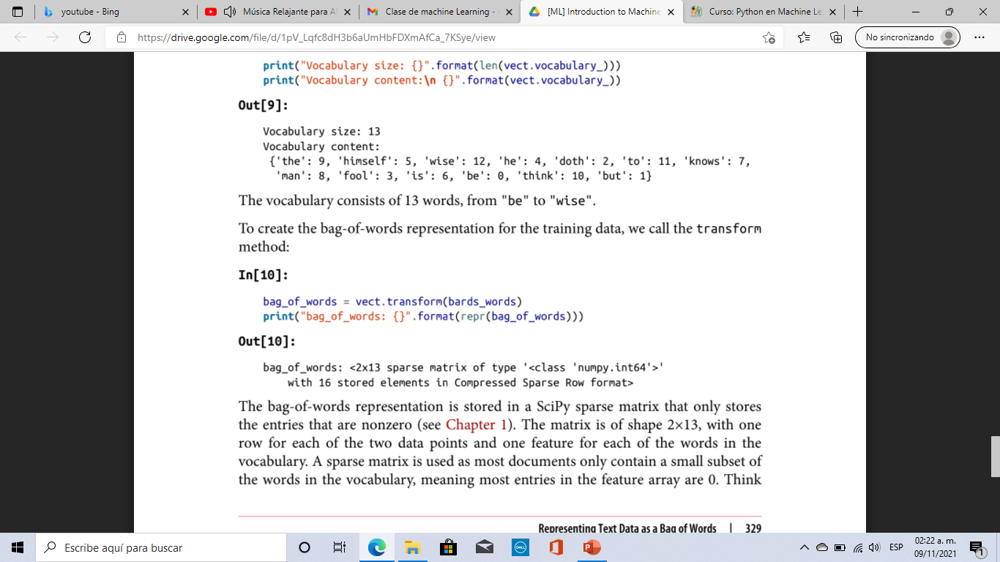 youtube - Bing
Música Relajante para Al
Clase de machine Learning -
[ML] Introduction to Machine
Curso: Python en Machine Le
https://drive.google.com/file/d/1pV_Lqfc8dH3b6aUmHbFDXmAfCa_7KSye/view
No sincronizando
print("Vocabulary size: {}".format(len(vect.vocabulary_)))
print("Vocabulary content:\n {}".format(vect.vocabulary_))
Out[9]:
Vocabulary size: 13
Vocabulary content:
{'the': 9, 'himself': 5, 'wise': 12, 'he': 4, 'doth': 2, 'to': 11, 'knows': 7,
'man': 8, 'fool': 3, 'is': 6, 'be': 0, 'think': 10, 'but': 1}
The vocabulary consists of 13 words, from "be" to "wise".
To create the bag-of-words representation for the training data, we call the transform
method:
In[10]:
bag_of_words = vect.transform(bards_words)
print("bag_of_words: {}".format(repr(bag_of_words)))
Out[10]:
bag_of_words: <2x13 sparse matrix of type '<class 'numpy.int64'>'
with 16 stored elements in Compressed Sparse Row format>
The bag-of-words representation is stored in a SciPy sparse matrix that only stores
the entries that are nonzero (see Chapter 1). The matrix is of shape 2×13, with one
row for each of the two data points and one feature for each of the words in the
vocabulary. A sparse matrix is used as most documents only contain a small subset of
the words in the vocabulary, meaning most entries in the feature array are 0. Think
Representing Text Data as a Bag of Words | 329
Escribe aquí para buscar
DELL
P
ESP
02:22 a. m.
09/11/2021
1